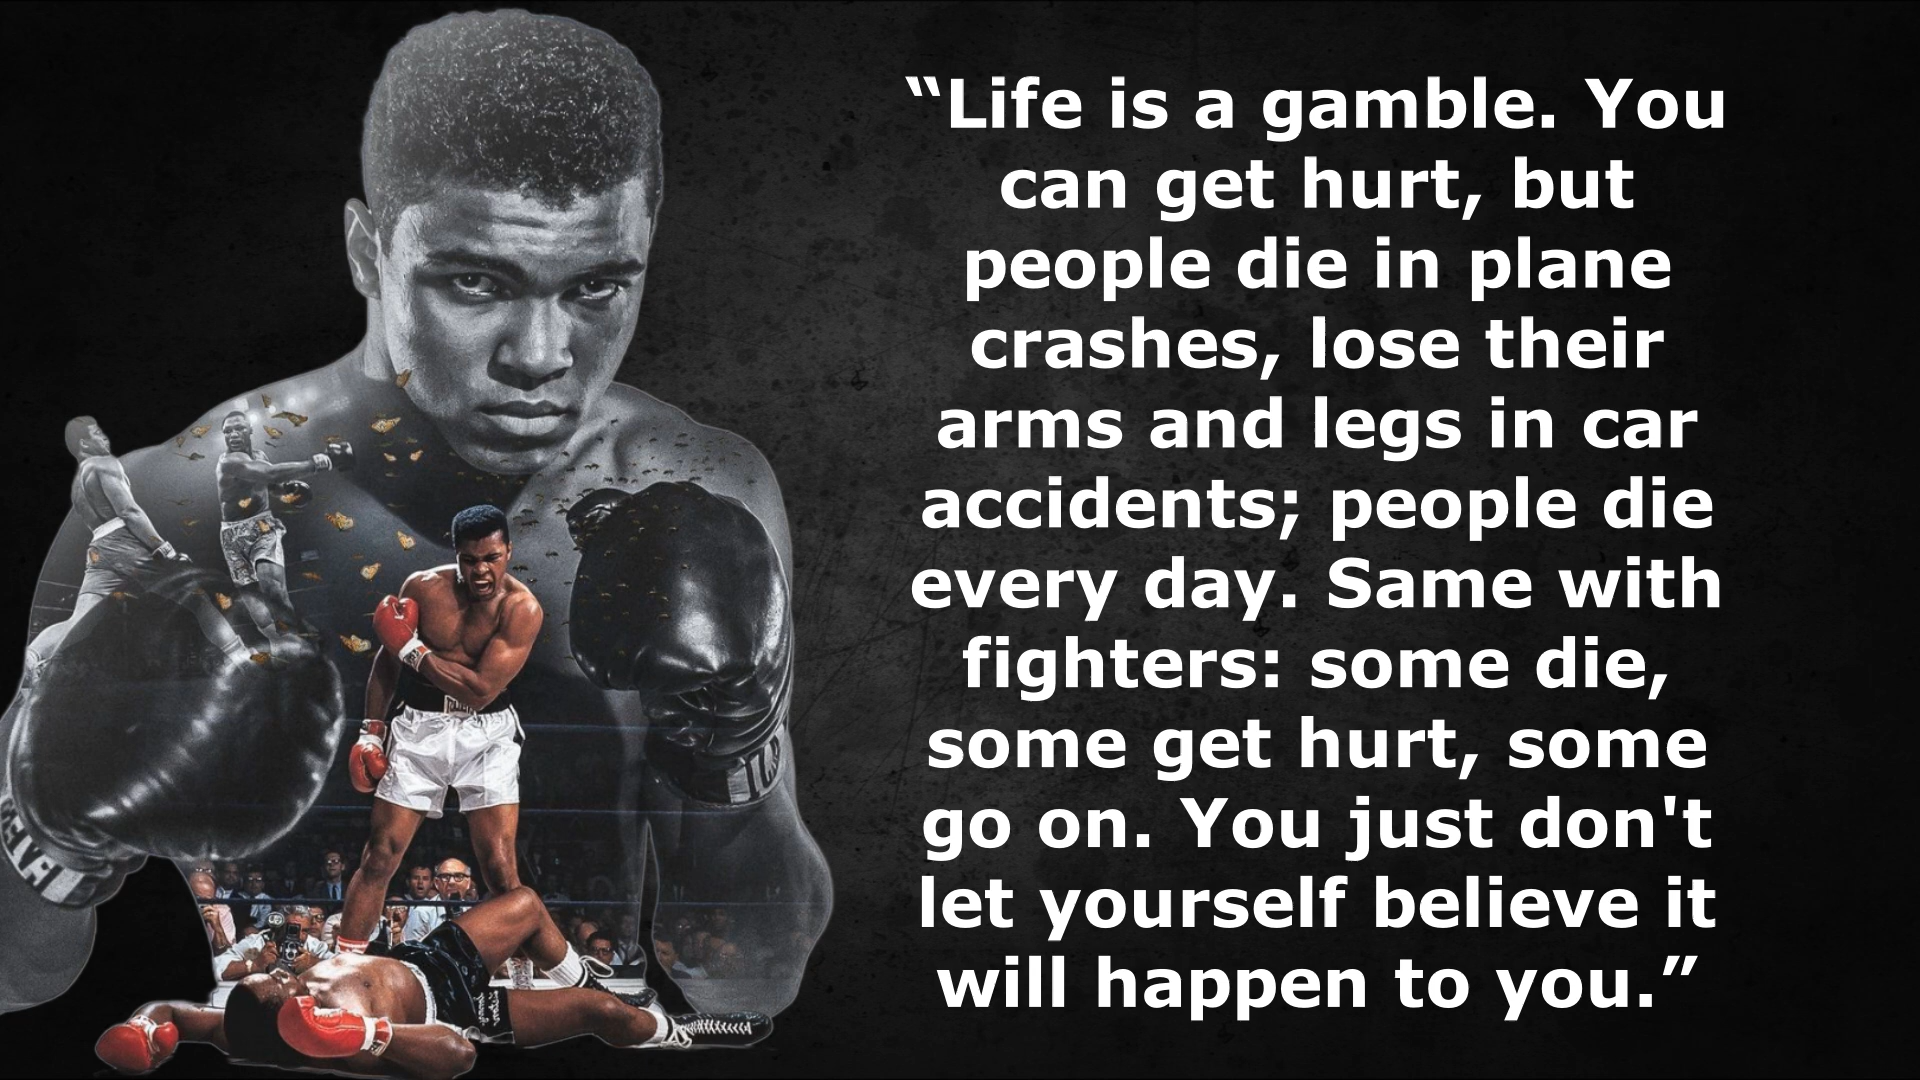 “Life is a gamble. You
can get hurt, but
people die in plane
crashes, lose their
arms and legs in car
accidents; people die
every day. Same with
fighters: some die,
some get hurt, some
go on. You just don't
let yourself believe it
will happen to you.”